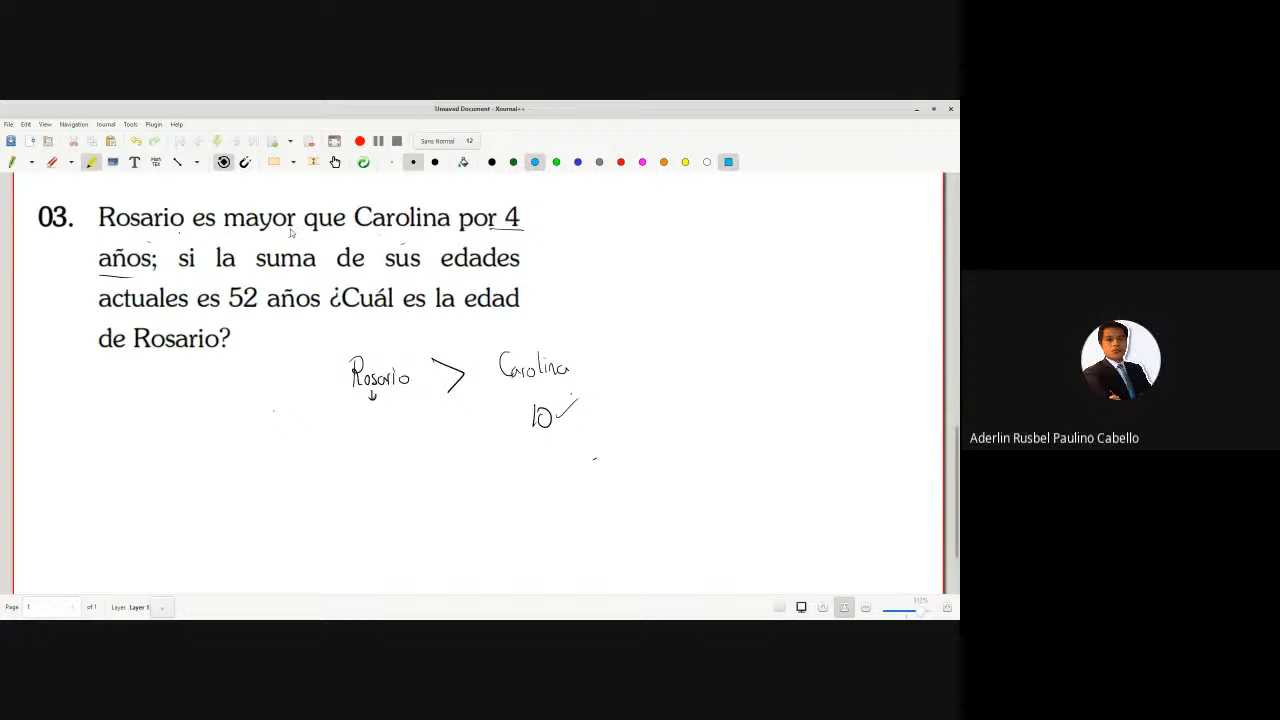 Unsaved Document - Xournal++
File Edit View Navigation Journal Tools Plugin Help
Sans Normal 12
03. Rosario es mayor que Carolina por 4
años; si la suma de sus edades
actuales es 52 años ¿Cuál es la edad
de Rosario?
Rosario > Carolina
10
Aderlin Rusbel Paulino Cabello
Page 1 of 1 Layer Layer 1
312%